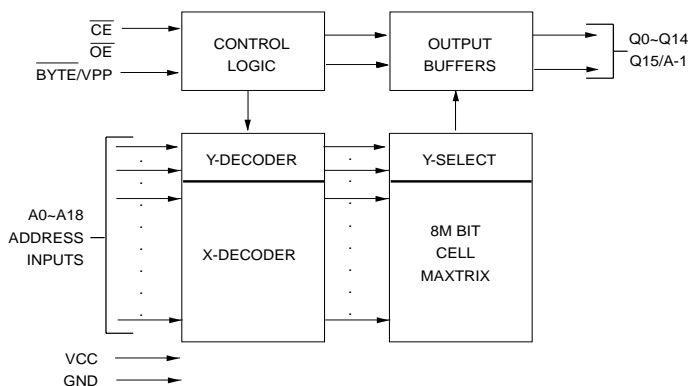 CE
OE
BYTE/VPP
CONTROL
LOGIC
OUTPUT
BUFFERS
Q0~Q14
Q15/A-1
A0~A18
ADDRESS
INPUTS
Y-DECODER
X-DECODER
Y-SELECT
8M BIT
CELL
MAXTRIX
VCC
GND